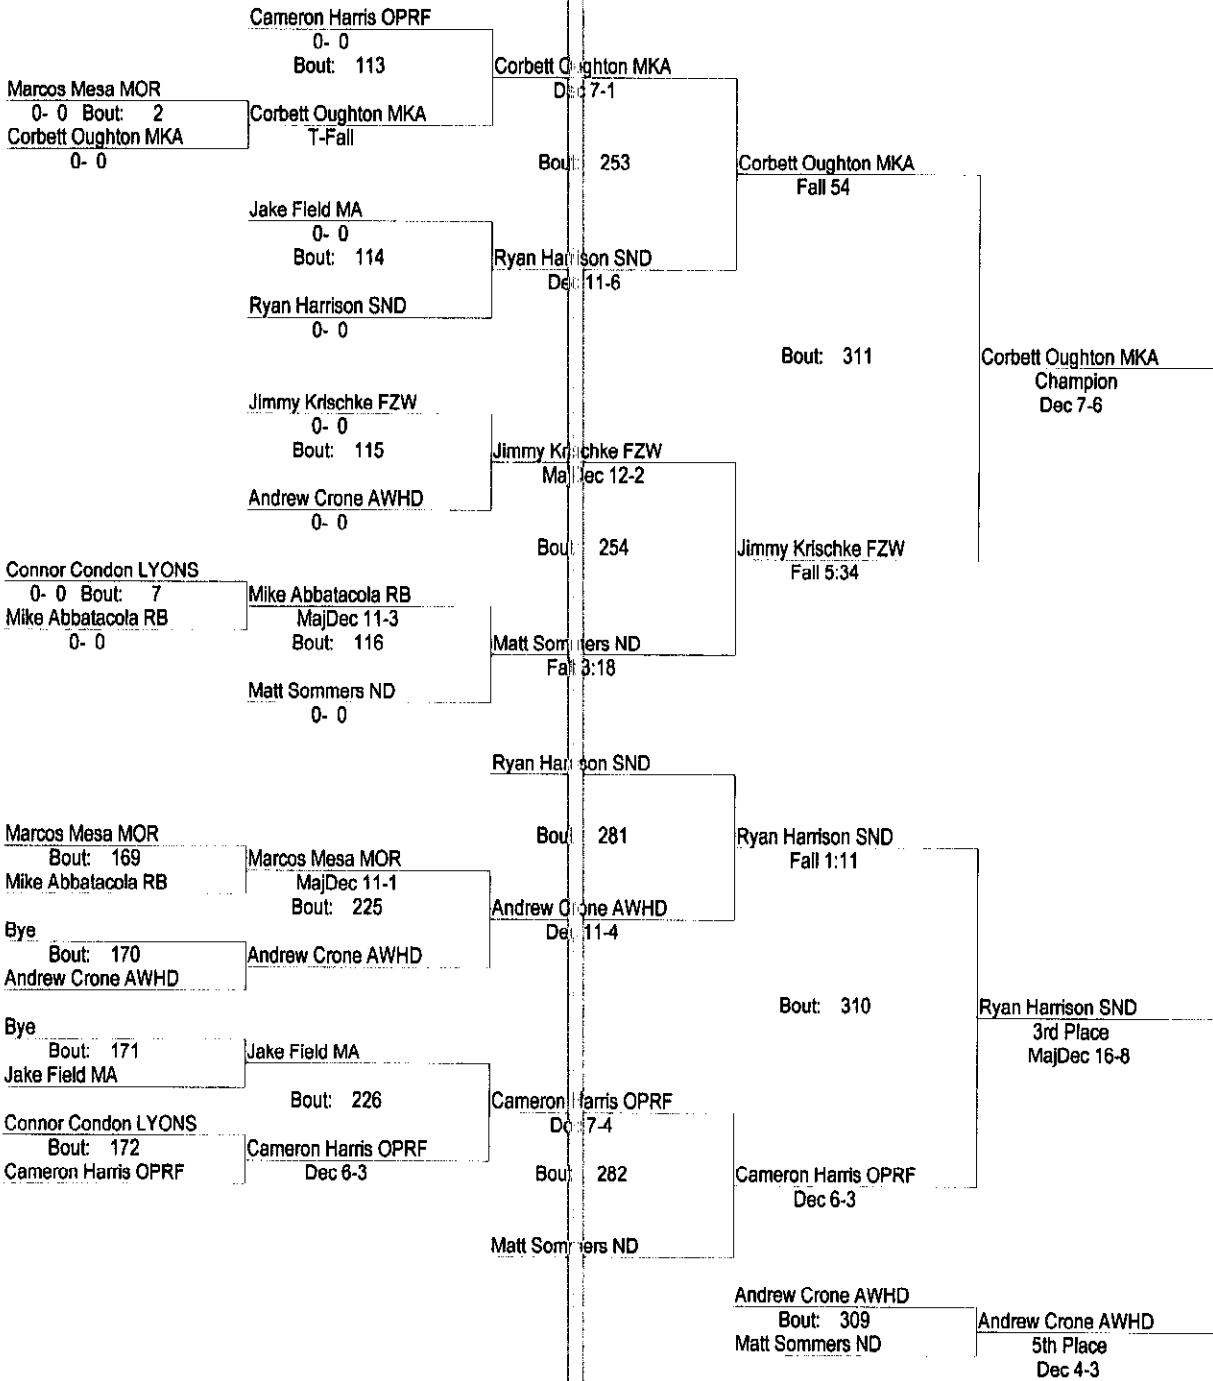 Cameron Harris OPRF
0- 0
Bout: 113
Marcos Mesa MOR
0- 0 Bout: 2
Corbett Oughton MKA
0- 0
Corbett Oughton MKA
T-Fall
Corbett Oughton MKA
Dec 7-1
Bout: 253
Jake Field MA
0- 0
Bout: 114
Ryan Harrison SND
0- 0
Ryan Harrison SND
Dec 11-6
Corbett Oughton MKA
Fall 54
Bout: 311
Corbett Oughton MKA
Champion
Dec 7-6
Jimmy Krischke FZW
0- 0
Bout: 115
Andrew Crone AWHD
0- 0
Jimmy Krischke FZW
MajDec 12-2
Bout: 254
Jimmy Krischke FZW
Fall 5:34
Connor Condon LYONS
0- 0 Bout: 7
Mike Abbatacola RB
0- 0
Mike Abbatacola RB
MajDec 11-3
Bout: 116
Matt Sommers ND
0- 0
Matt Sommers ND
Fall 3:18
Ryan Harrison SND
Bout: 281
Ryan Harrison SND
Fall 1:11
Marcos Mesa MOR
Bout: 169
Mike Abbatacola RB
Marcos Mesa MOR
MajDec 11-1
Bout: 225
Andrew Crone AWHD
Dec 11-4
Bye
Bout: 170
Andrew Crone AWHD
Andrew Crone AWHD
Bout: 310
Ryan Harrison SND
3rd Place
MajDec 16-8
Bye
Bout: 171
Jake Field MA
Jake Field MA
Bout: 226
Cameron Harris OPRF
Dec 7-4
Connor Condon LYONS
Bout: 172
Cameron Harris OPRF
Cameron Harris OPRF
Dec 6-3
Bout: 282
Cameron Harris OPRF
Dec 6-3
Matt Sommers ND
Andrew Crone AWHD
Bout: 309
Matt Sommers ND
Andrew Crone AWHD
5th Place
Dec 4-3